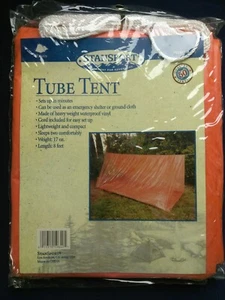 STANSPORT
TUBE TENT
• Sets up in minutes
• Can be used as an emergency shelter or ground cloth
• Made of heavy weight waterproof vinyl
• Cord included for easy set up
• Lightweight and compact
• Sleeps two comfortably
• Weight: 17 oz.
• Length: 8 feet